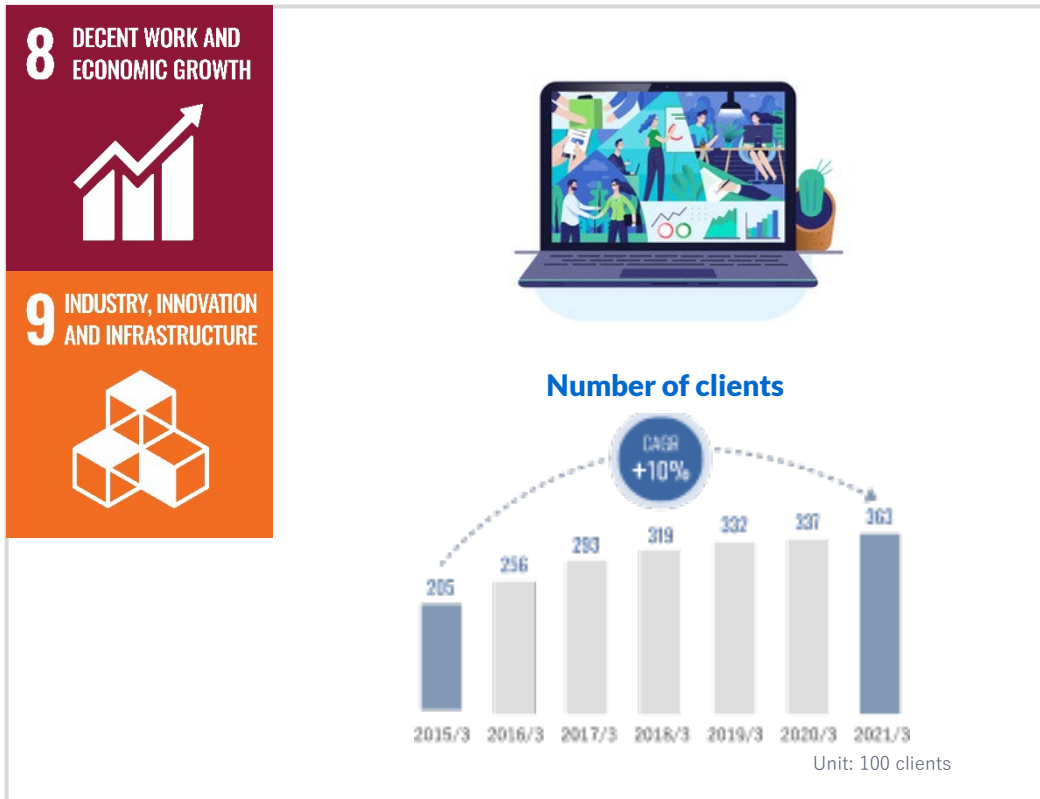 8 DECENT WORK AND
ECONOMIC GROWTH
9 INDUSTRY, INNOVATION
AND INFRASTRUCTURE
Number of clients
CAGR
+10%
205
256
293
319
332
337
363
2015/3 2016/3 2017/3 2018/3 2019/3 2020/3 2021/3
Unit: 100 clients